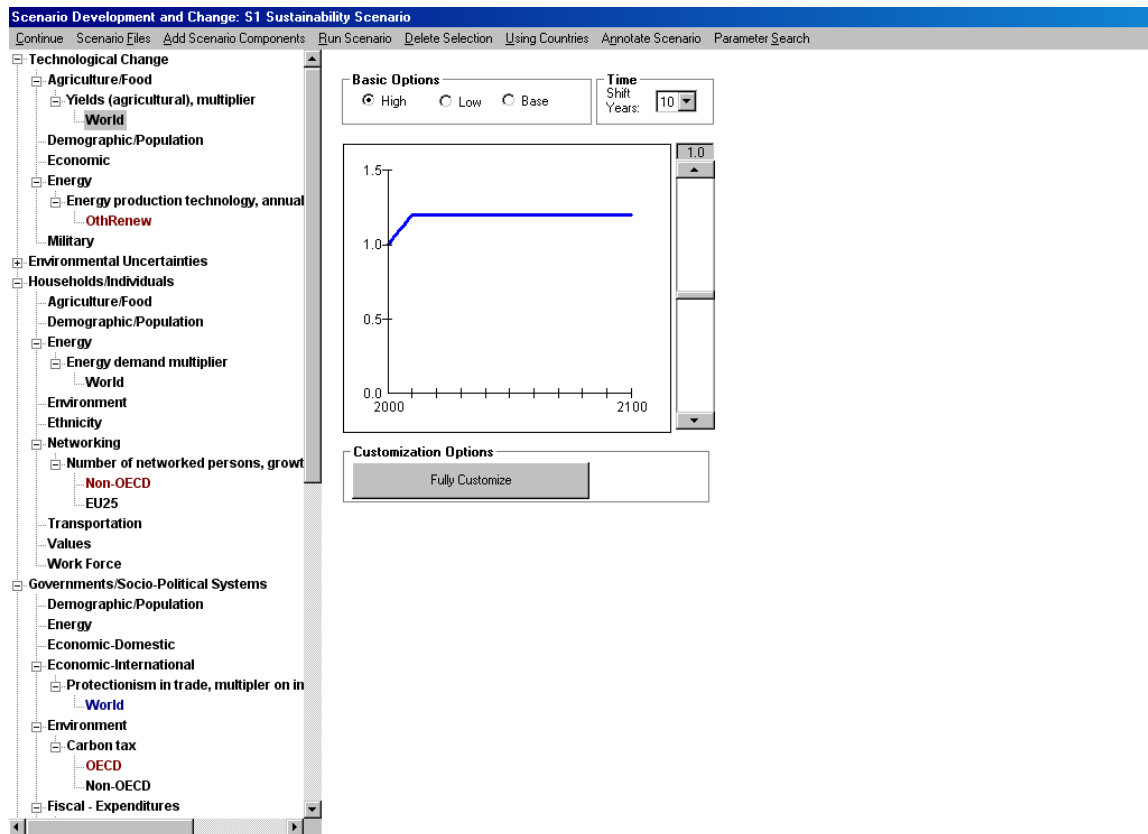 Scenario Development and Change: S1 Sustainability Scenario
Continue Scenario Files Add Scenario Components Run Scenario Delete Selection Using Countries Annotate Scenario Parameter Search
Technological Change
Agriculture/Food
Yields (agricultural), multiplier
World
Demographic/Population
Economic
Energy
Energy production technology, annual
OthRenew
Military
Environmental Uncertainties
Households/Individuals
Agriculture/Food
Demographic/Population
Energy
Energy demand multiplier
World
Environment
Ethnicity
Networking
Number of networked persons, growt
Non-OECD
EU25
Transportation
Values
Work Force
Governments/Socio-Political Systems
Demographic/Population
Energy
Economic-Domestic
Economic-International
Protectionism in trade, multipler on in
World
Environment
Carbon tax
OECD
Non-OECD
Fiscal - Expenditures
Basic Options
High Low Base
Time
Shift
Years: 10
1.0
1.5
1.0
0.5
0.0
2000 2100
Customization Options
Fully Customize